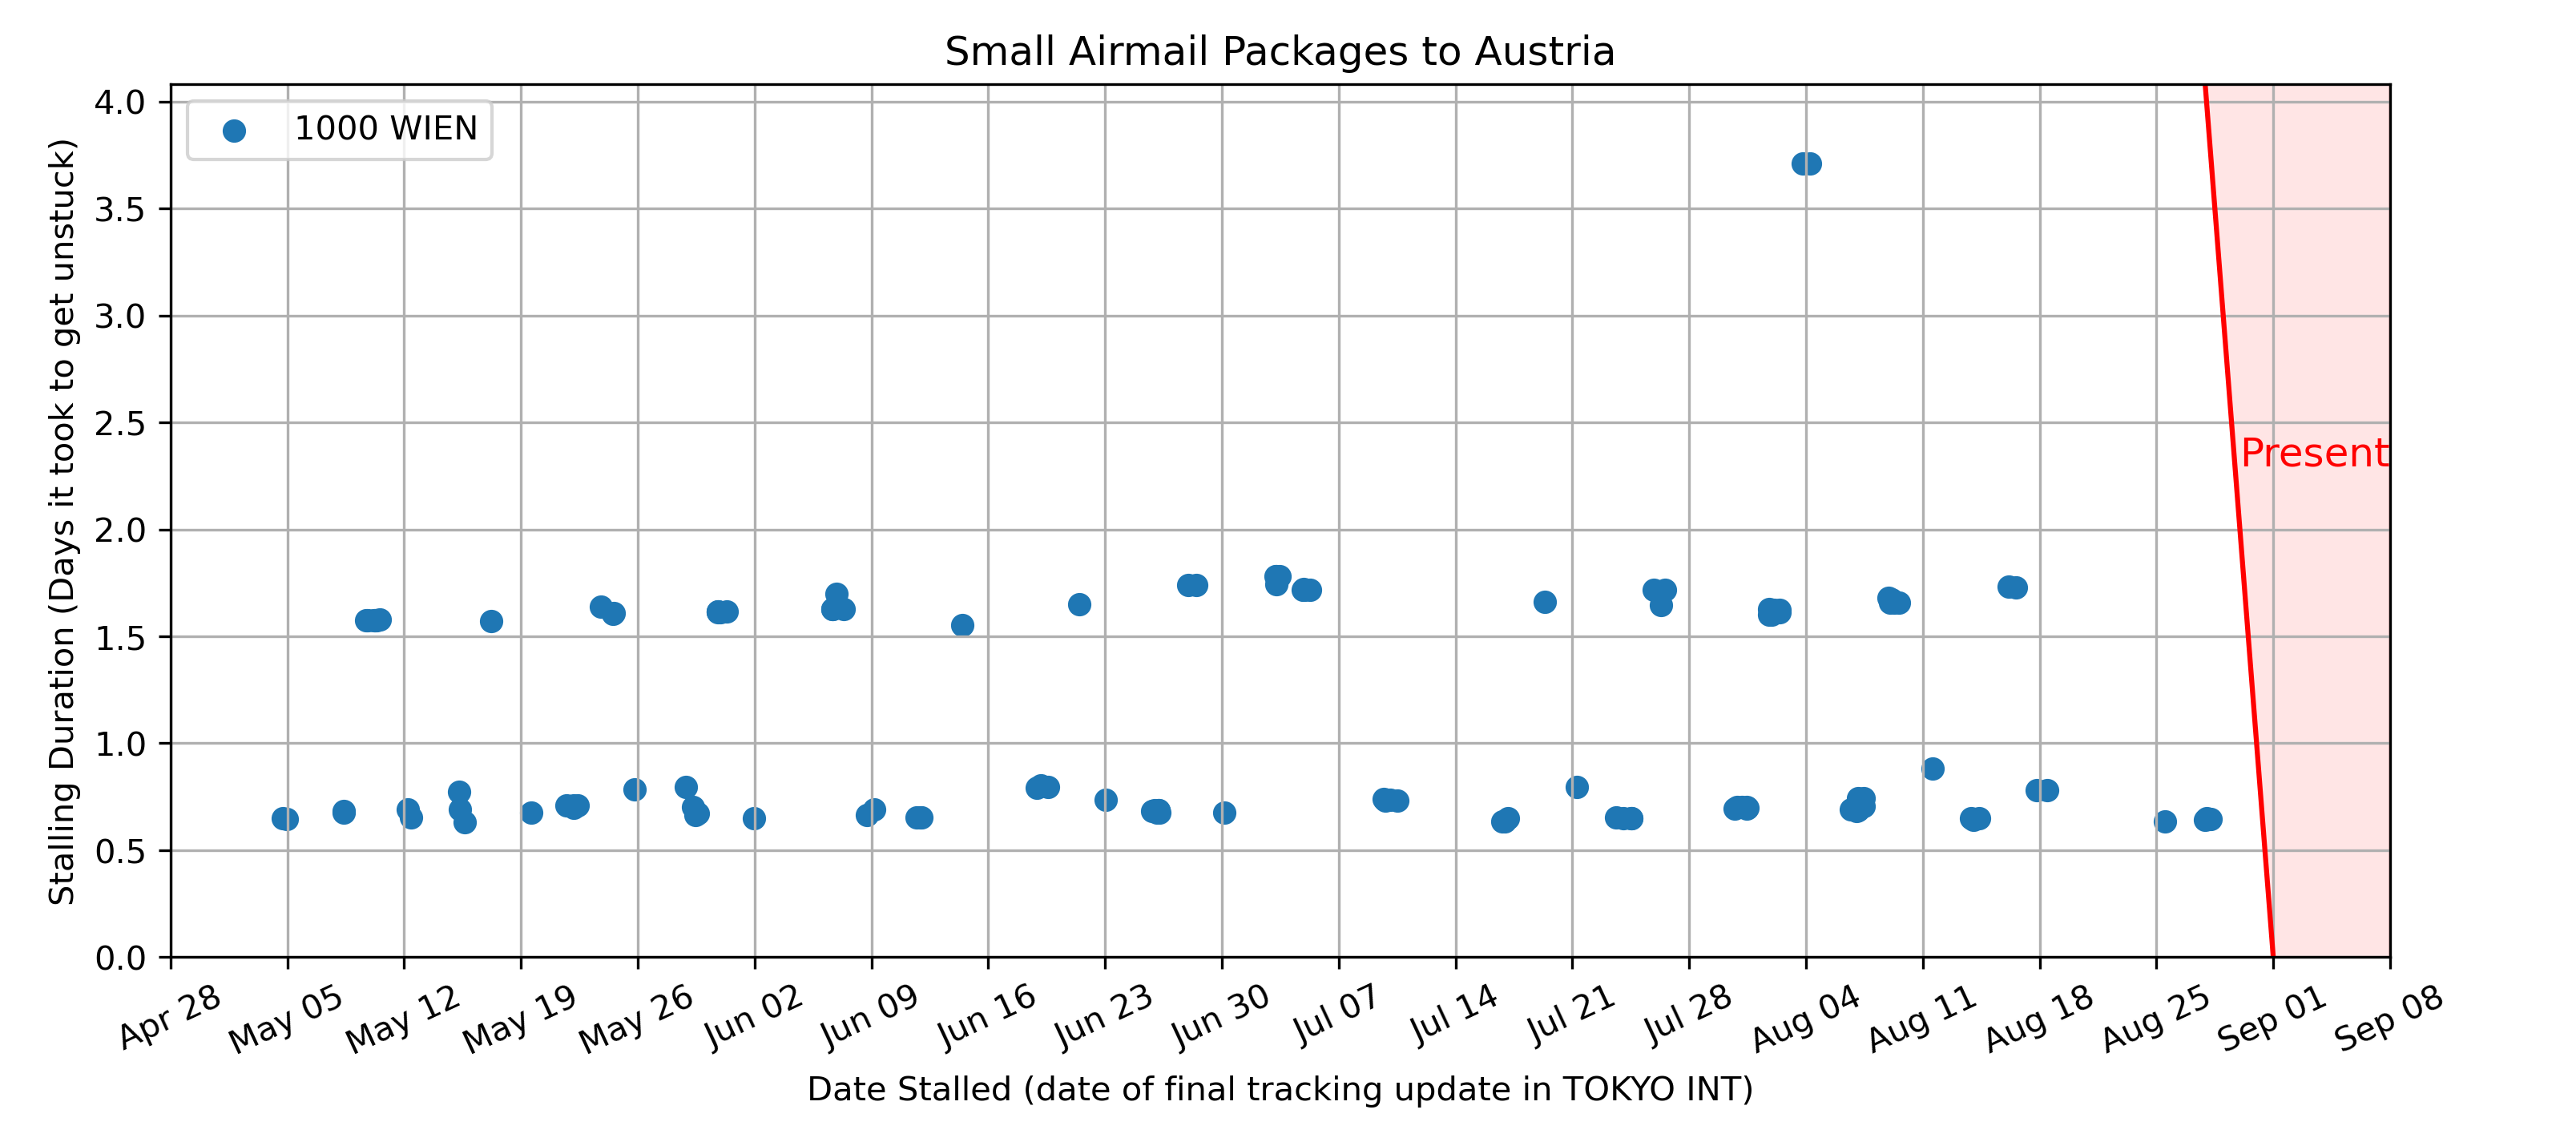 Small Airmail Packages to Austria
1000 WIEN
Stalling Duration (Days it took to get unstuck)
4.0
3.5
3.0
2.5
2.0
1.5
1.0
0.5
0.0
Present
Apr 28 May 05 May 12 May 19 May 26 Jun 02 Jun 09 Jun 16 Jun 23 Jun 30 Jul 07 Jul 14 Jul 21 Jul 28 Aug 04 Aug 11 Aug 18 Aug 25 Sep 01 Sep 08
Date Stalled (date of final tracking update in TOKYO INT)